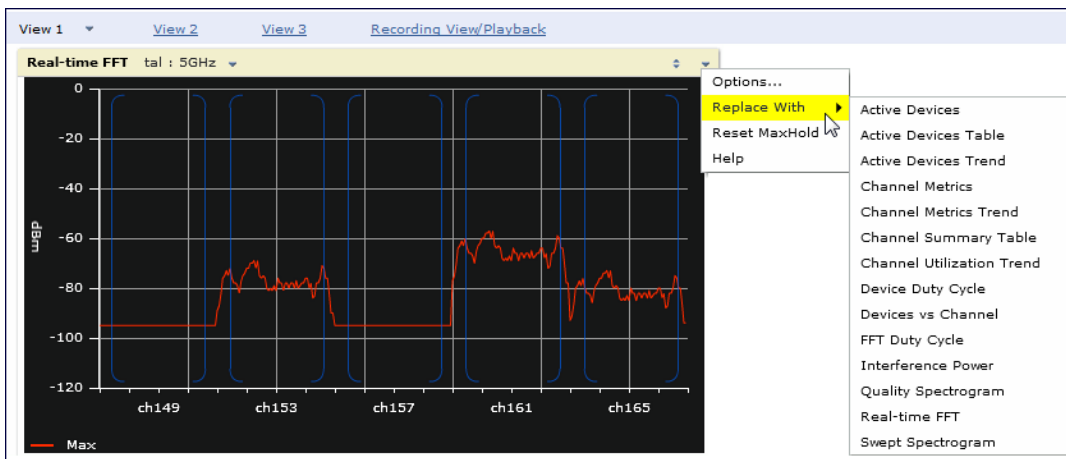 View 1 View 2 View 3 Recording View/Playback
Real-time FFT tal : 5GHz
0
-20
-40
-60
-80
-100
-120
dBm
ch149 ch153 ch157 ch161 ch165
Max
Options...
Replace With
Reset MaxHold
Help
Active Devices
Active Devices Table
Active Devices Trend
Channel Metrics
Channel Metrics Trend
Channel Summary Table
Channel Utilization Trend
Device Duty Cycle
Devices vs Channel
FFT Duty Cycle
Interference Power
Quality Spectrogram
Real-time FFT
Swept Spectrogram